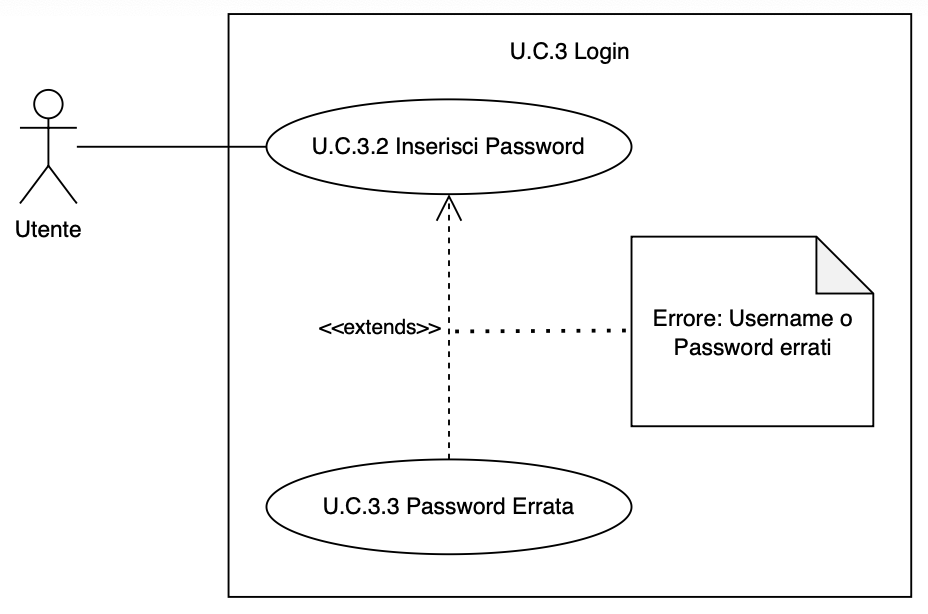 U.C.3 Login
U.C.3.2 Inserisci Password
Utente
<<extends>>
Errore: Username o
Password errati
U.C.3.3 Password Errata